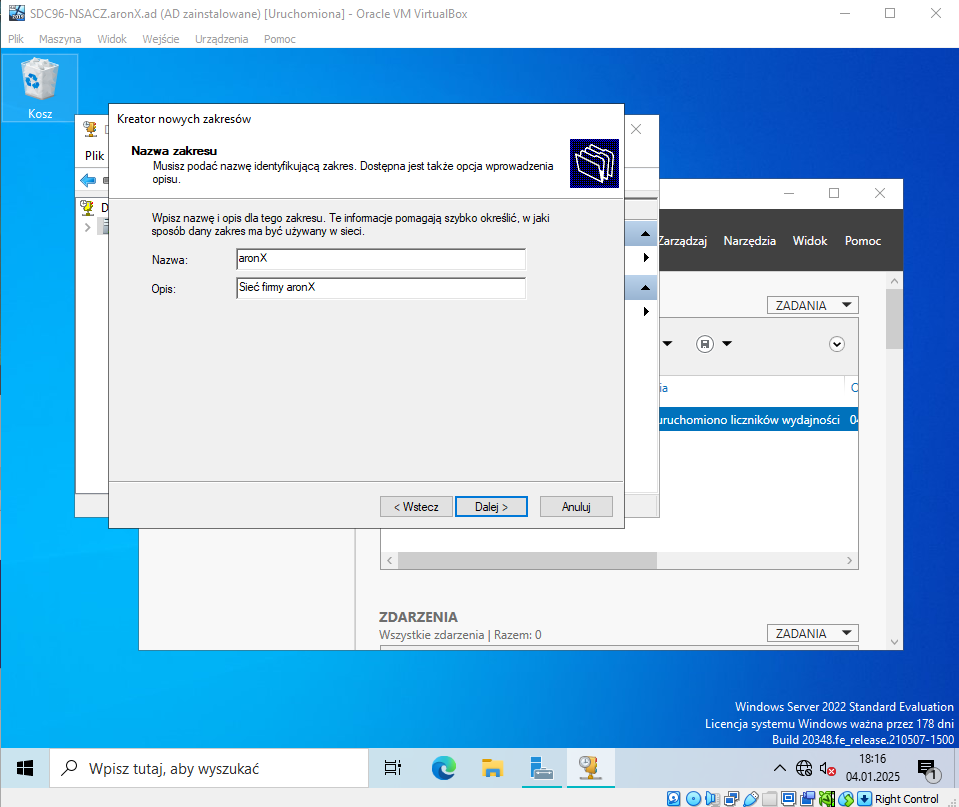 SDC96-NSACZ.aronX.ad (AD zainstalowane) [Uruchomiona] - Oracle VM VirtualBox
Plik Maszyna Widok Wejście Urządzenia Pomoc
Kosz
Kreator nowych zakresów
Nazwa zakresu
Musisz podać nazwę identyfikującą zakres. Dostępna jest także opcja wprowadzenia
opisu.
Plik
D
Wpisz nazwę i opis dla tego zakresu. Te informacje pomagają szybko określić, w jaki
sposób dany zakres ma być używany w sieci.
Nazwa: aronX
Opis: Sieć fimy aronX
< Wstecz Dalej > Anuluj
Zarządzaj Narzędzia Widok Pomoc
ZADANIA
ia
uruchomiono liczników wydajności 04
ZDARZENIA
Wszystkie zdarzenia | Razem: 0
ZADANIA
Windows Server 2022 Standard Evaluation
Licencja systemu Windows ważna przez 178 dni
Build 20348.fe_release.210507-1500
Wpisz tutaj, aby wyszukać
18:16
04.01.2025
1
Right Control